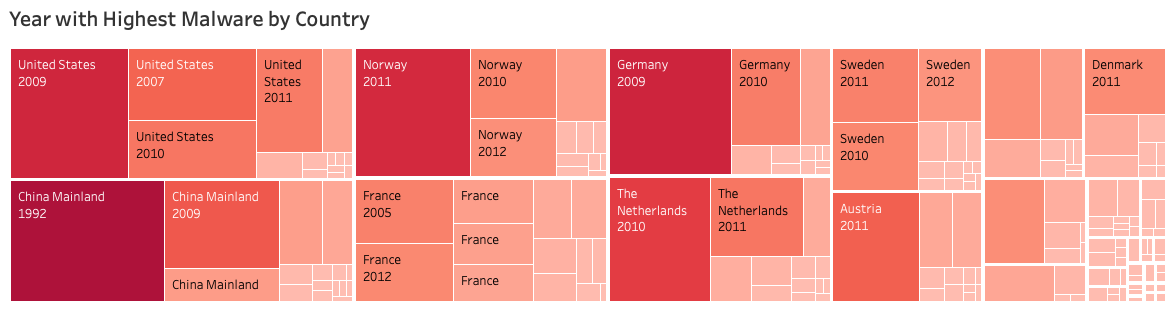 Year with Highest Malware by Country
United States
2009
United States
2007
United States
2010
United
States
2011
China Mainland
1992
China Mainland
2009
China Mainland
Norway
2011
Norway
2010
Norway
2012
France
2005
France
2012
France
France
France
Germany
2009
Germany
2010
The
Netherlands
2010
The
Netherlands
2011
Sweden
2011
Sweden
2010
Sweden
2012
Austria
2011
Denmark
2011